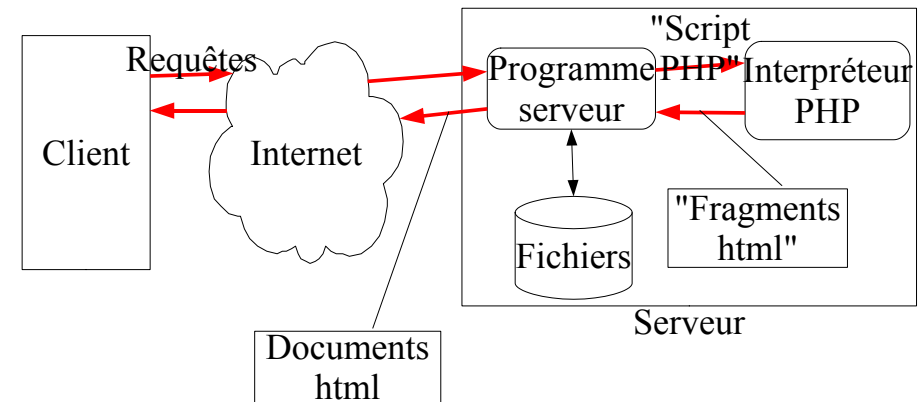 Requêtes
Client
Internet
Programme
serveur
"Script
PHP"
Interpréteur
PHP
Fichiers
"Fragments
html"
Serveur
Documents
html